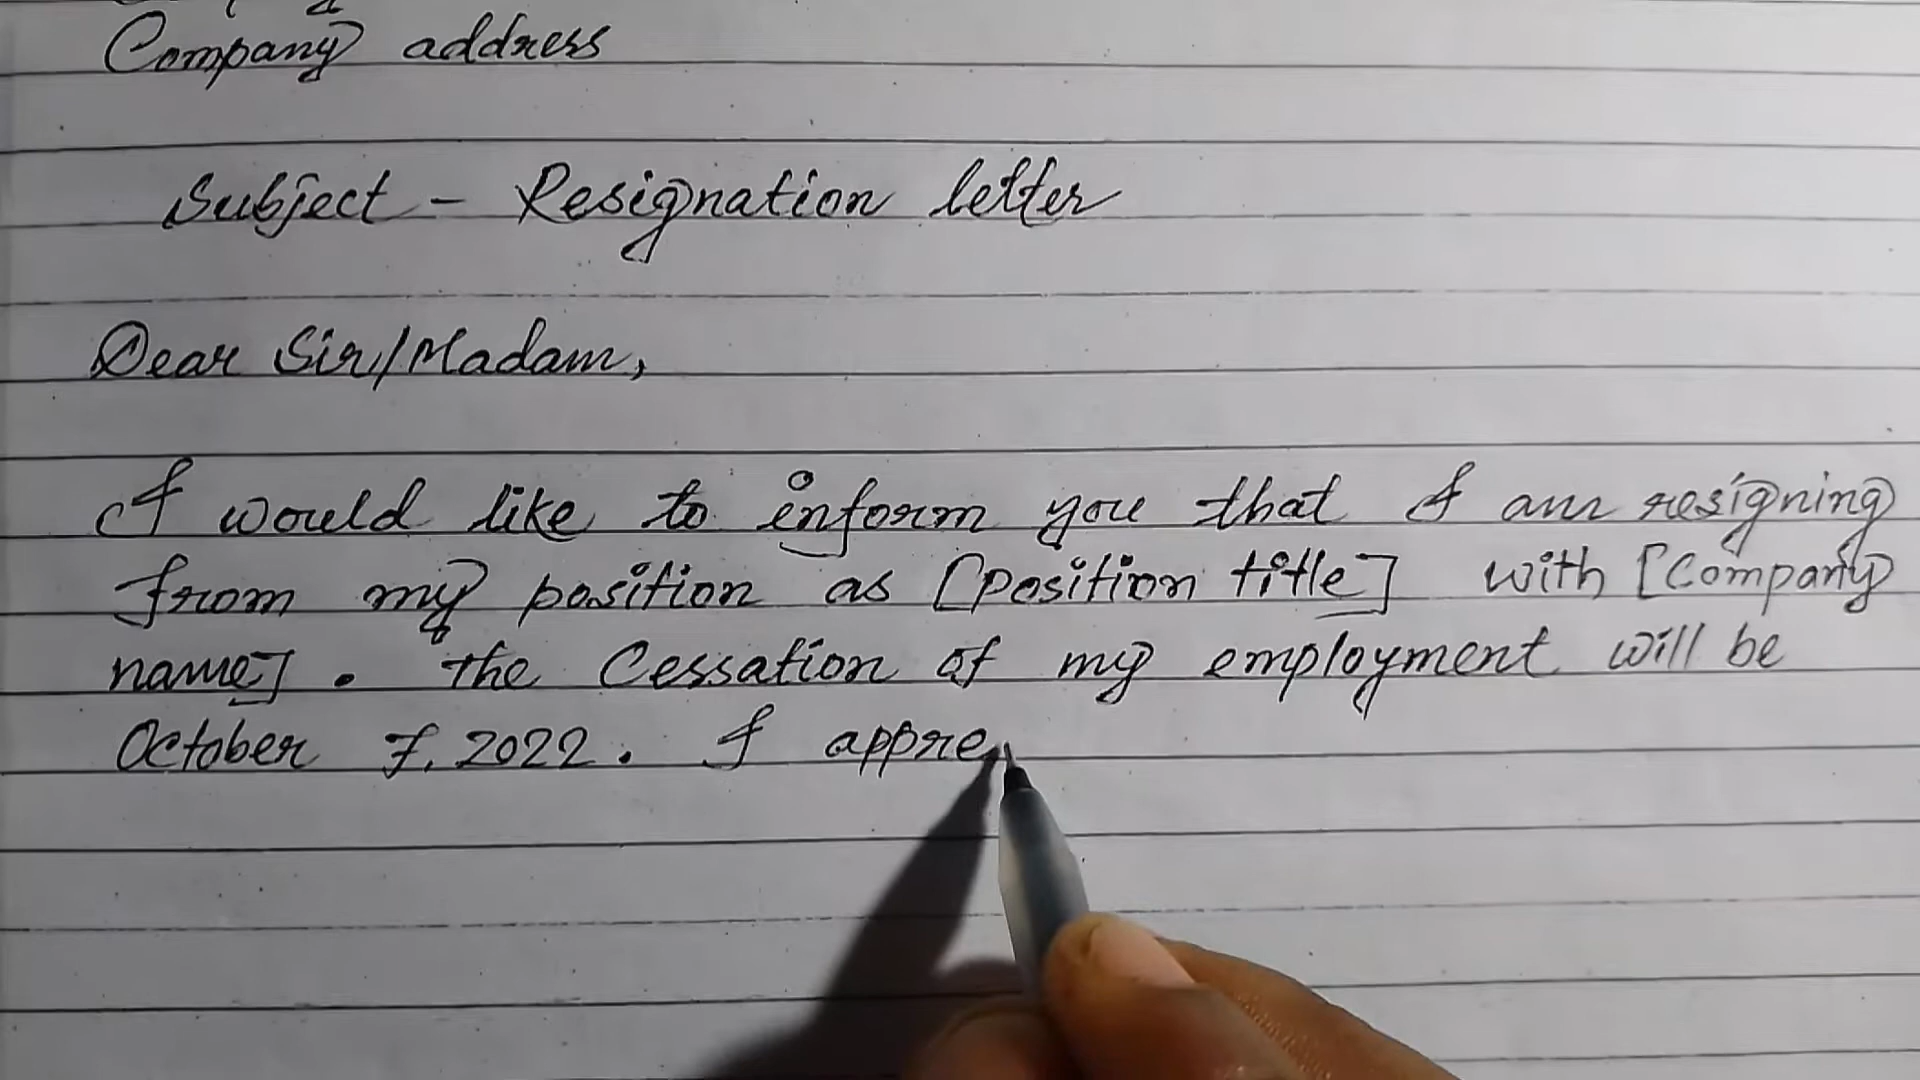 Company address
Subject - Resignation letter
Dear Sir/Madam,
I would like to inform you that I am resigning
from my position as [Position title] with [Company
name]. the Cessation of my employment will be
October 7, 2022. I appre